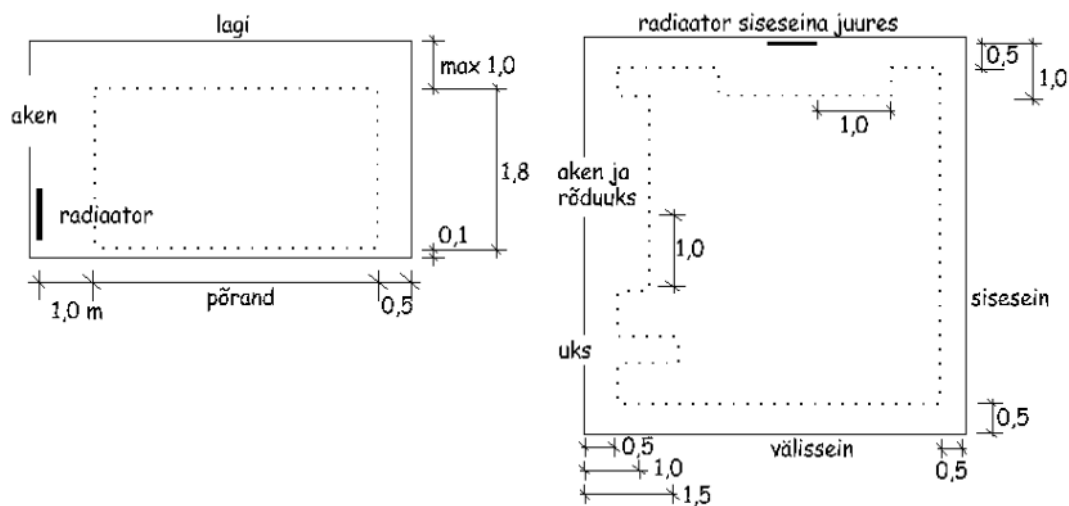 lagi
max 1,0
aken
1,8
radiaator
0,1
põrand
1,0 m
0,5
radiaator siseseina juures
0,5
1,0
1,0
aken ja
rõduuks
1,0
sisesein
uks
0,5
0,5
välissein
0,5
1,0
1,5